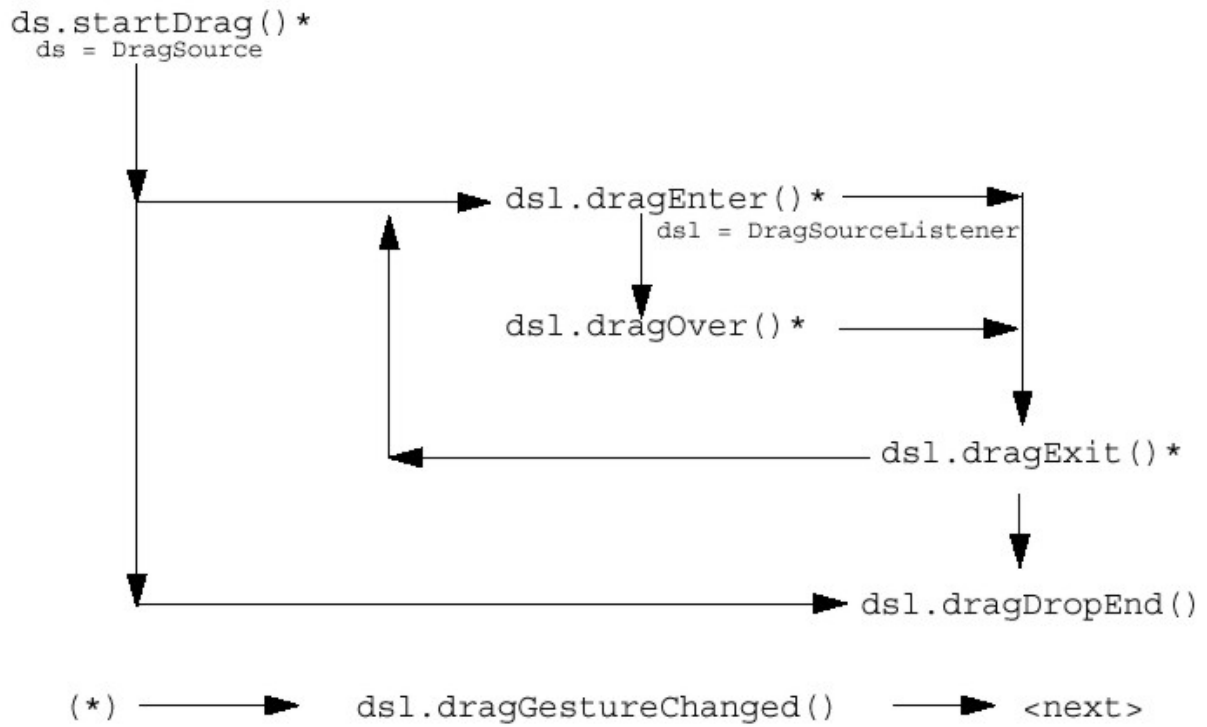 ds.startDrag()*
ds = DragSource
dsl.dragEnter()*
dsl = DragSourceListener
dsl.dragOver()*
dsl.dragExit()*
dsl.dragDropEnd()
(*) dsl.dragGestureChanged() <next>